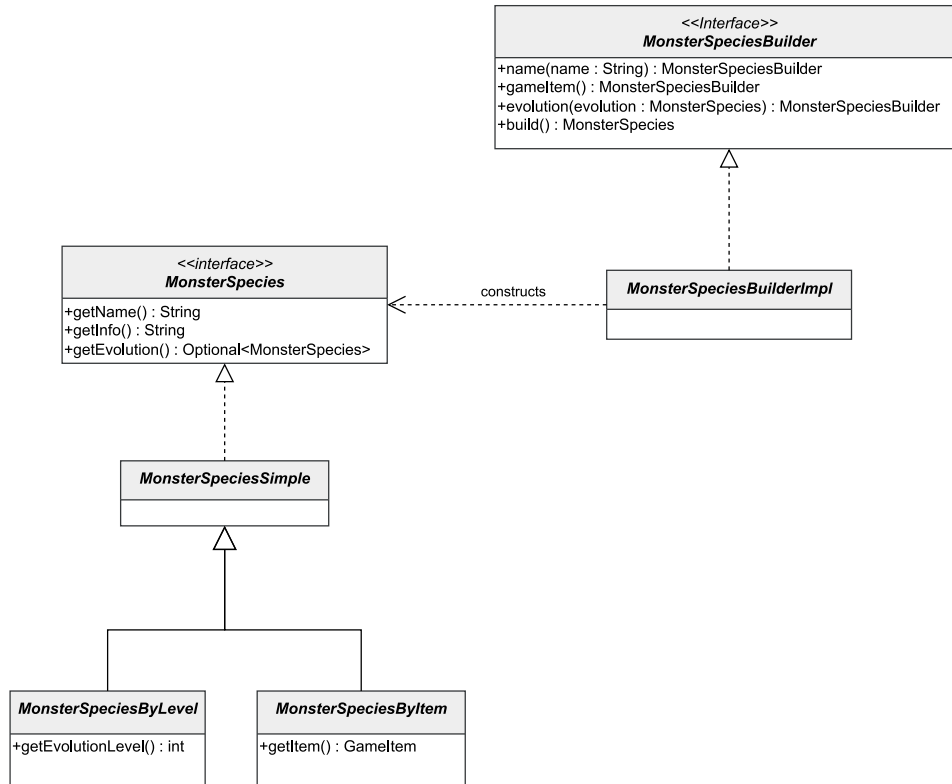 <<Interface>>
MonsterSpeciesBuilder
+name(name : String) : MonsterSpeciesBuilder
+gameItem() : MonsterSpeciesBuilder
+evolution(evolution : MonsterSpecies) : MonsterSpeciesBuilder
+build() : MonsterSpecies
<<interface>>
MonsterSpecies
+getName() : String
+getInfo() : String
+getEvolution() : Optional<MonsterSpecies>
constructs
MonsterSpeciesBuilderImpl
MonsterSpeciesSimple
MonsterSpeciesByLevel
+getEvolutionLevel() : int
MonsterSpeciesByItem
+getItem() : GameItem